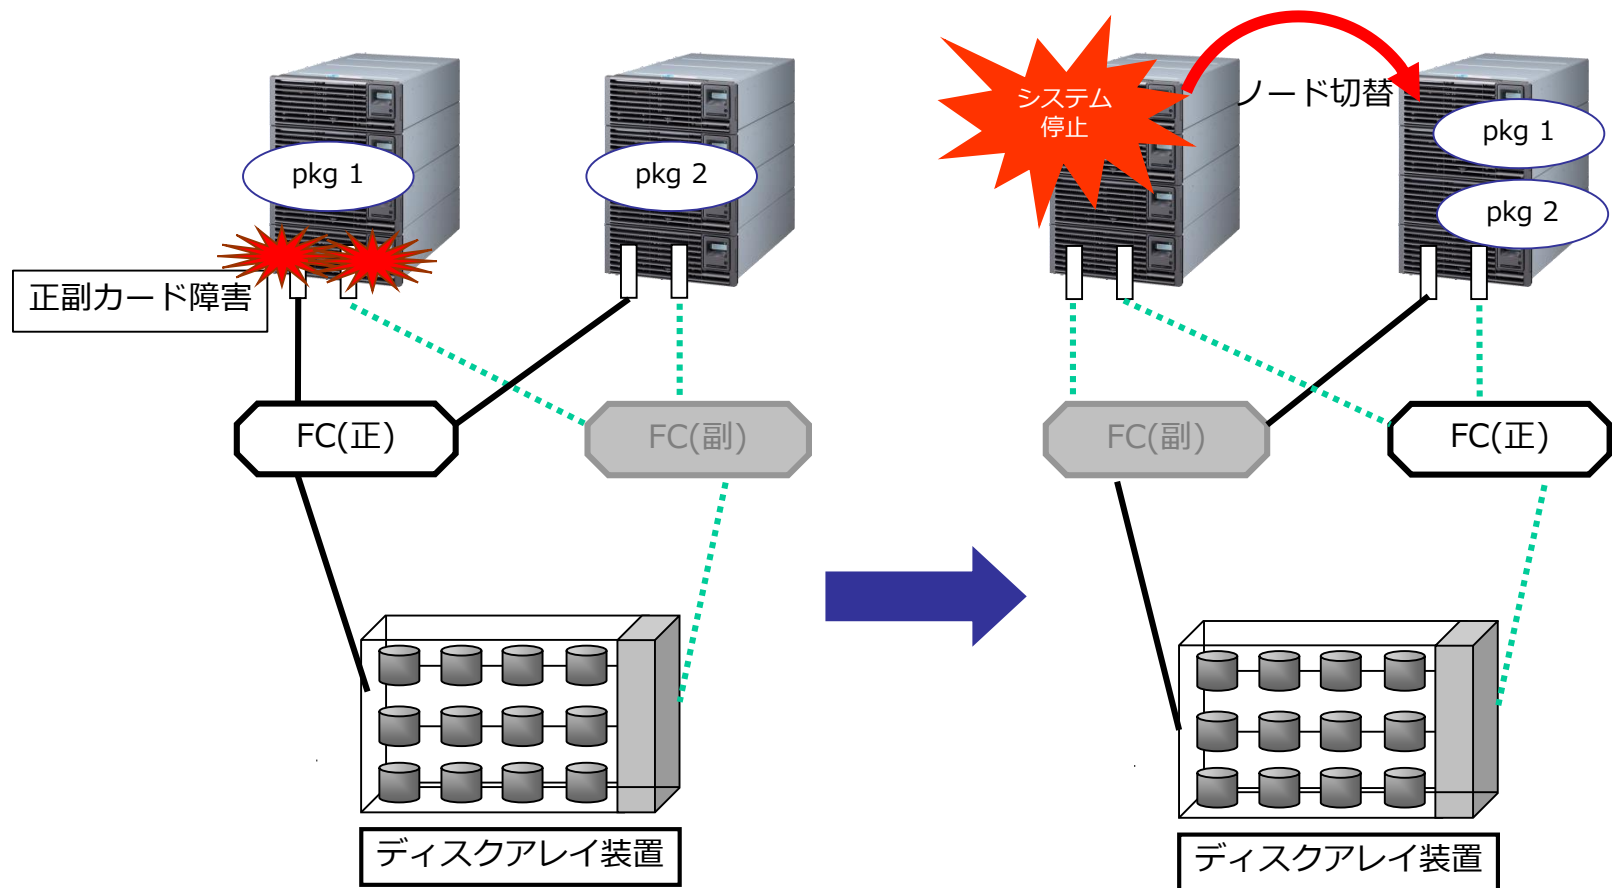 pkg 1
pkg 2
正副カード障害
FC(正)
FC(副)
ディスクアレイ装置
システム
停止
ノード切替
pkg 1
pkg 2
FC(副)
FC(正)
ディスクアレイ装置